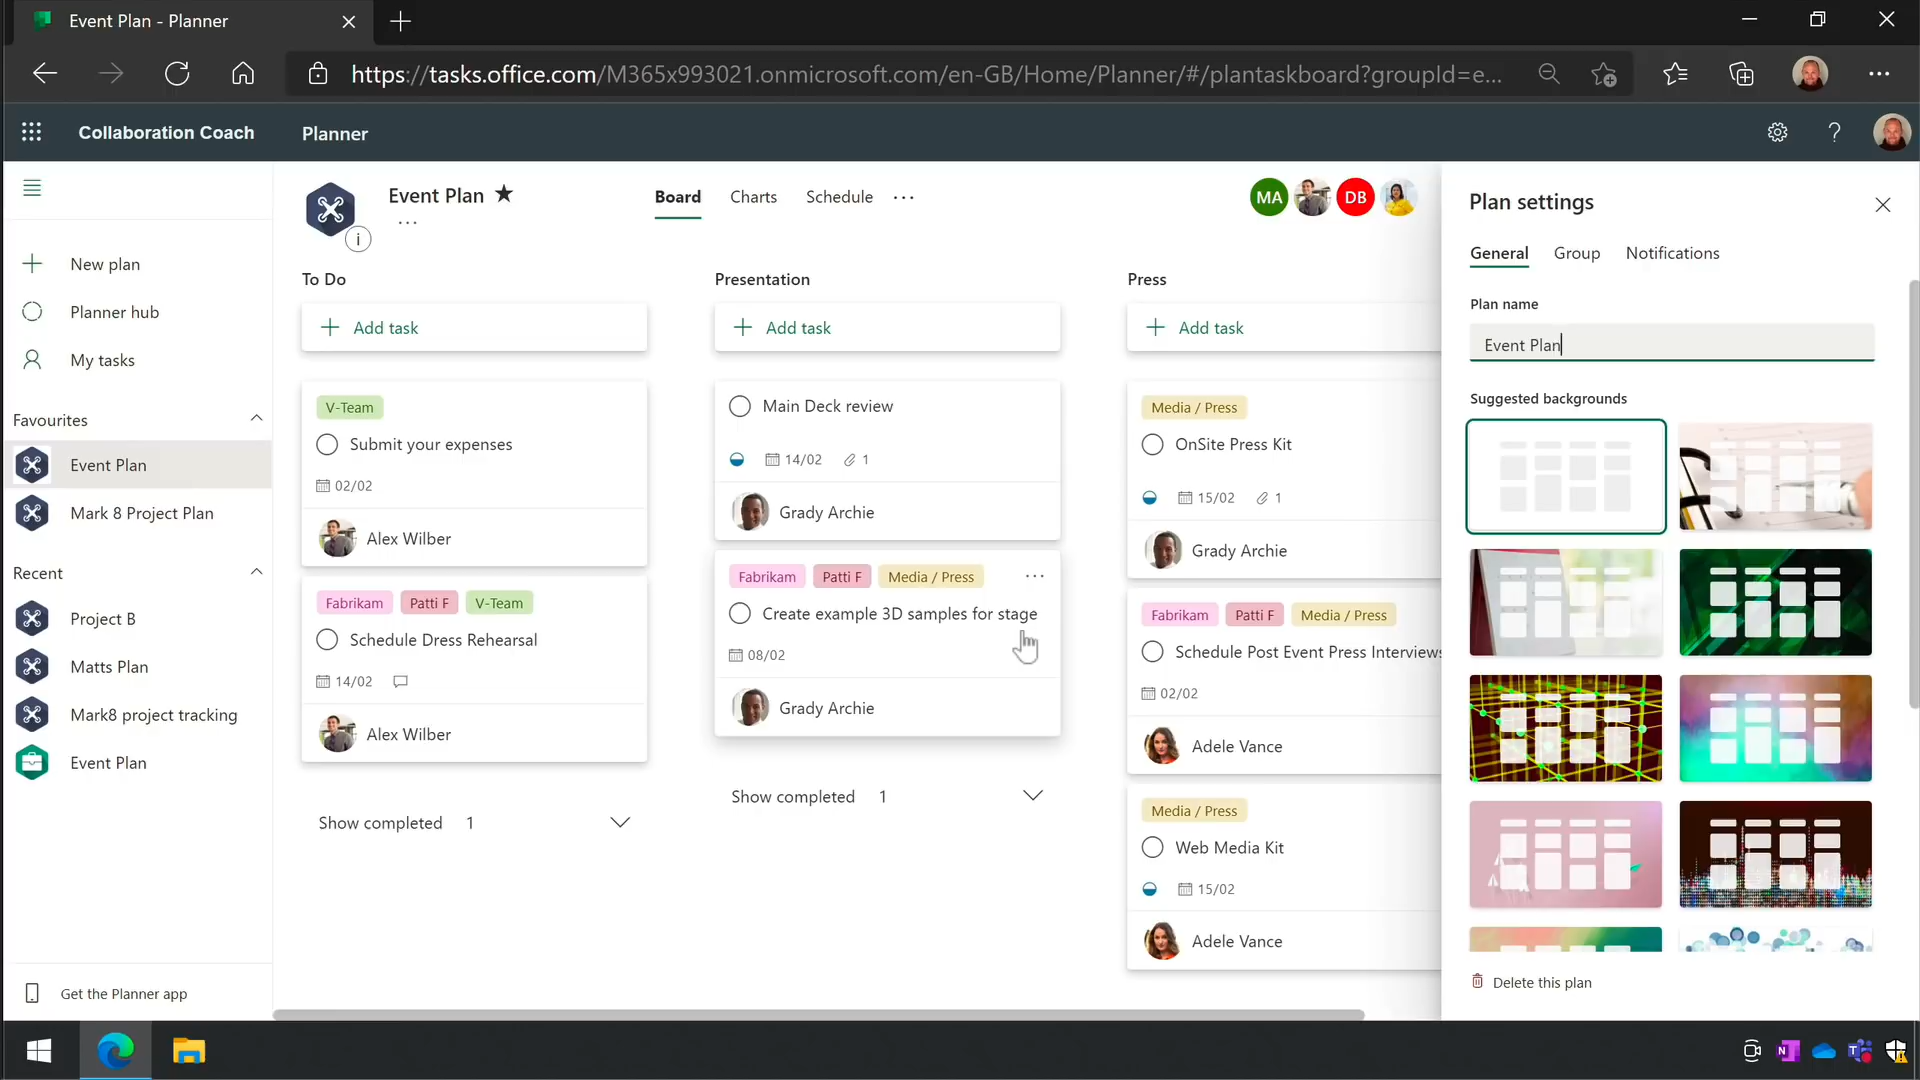 Event Plan - Planner
https://tasks.office.com/M365x993021.onmicrosoft.com/en-GB/Home/Planner/#/plantaskboard?groupId=e...
Collaboration Coach
Planner
New plan
Planner hub
My tasks
Favourites
Event Plan
Mark 8 Project Plan
Recent
Project B
Matts Plan
Mark8 project tracking
Event Plan
Get the Planner app
Event Plan
Board
Charts
Schedule
MA
DB
To Do
Add task
V-Team
Submit your expenses
02/02
Alex Wilber
Fabrikam
Patti F
V-Team
Schedule Dress Rehearsal
14/02
Alex Wilber
Show completed 1
Presentation
Add task
Main Deck review
14/02
1
Grady Archie
Fabrikam
Patti F
Media / Press
Create example 3D samples for stage
08/02
Grady Archie
Show completed 1
Press
Add task
Media / Press
OnSite Press Kit
15/02
1
Grady Archie
Fabrikam
Patti F
Media / Press
Schedule Post Event Press Interviews
02/02
Adele Vance
Media / Press
Web Media Kit
15/02
Adele Vance
Plan settings
General
Group
Notifications
Plan name
Event Plan
Suggested backgrounds
Delete this plan